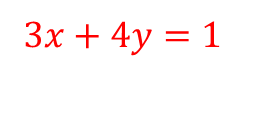 3x + 4y = 1